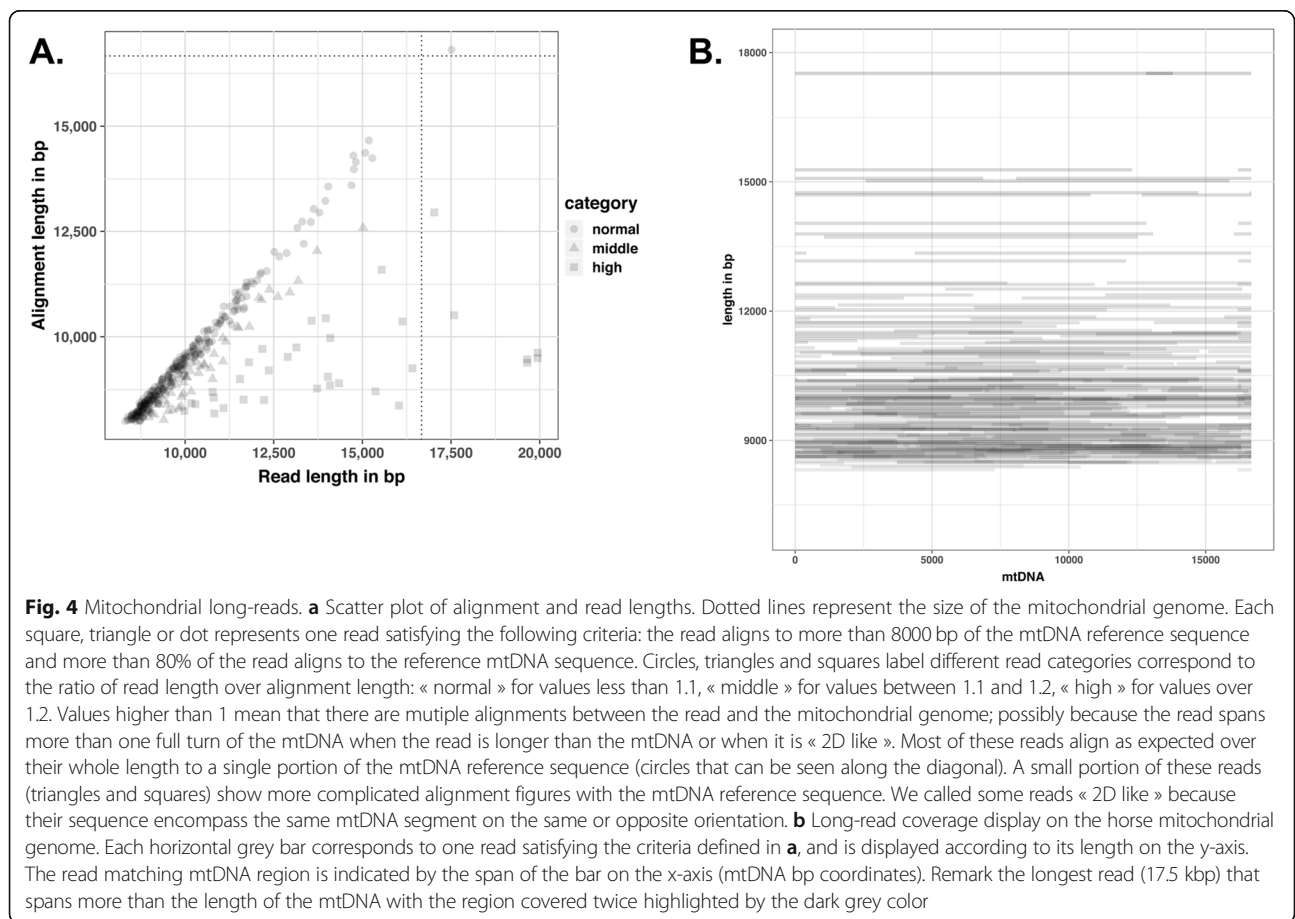 A.
15,000
12,500
10,000
Alignment length in bp
10,000
12,500
15,000
17,500
20,000
Read length in bp
category
normal
middle
high
B.
18000
15000
12000
9000
length in bp
0
5000
10000
15000
mtDNA
Fig. 4 Mitochondrial long-reads. a Scatter plot of alignment and read lengths. Dotted lines represent the size of the mitochondrial genome. Each
square, triangle or dot represents one read satisfying the following criteria: the read aligns to more than 8000 bp of the mtDNA reference sequence
and more than 80% of the read aligns to the reference mtDNA sequence. Circles, triangles and squares label different read categories correspond to
the ratio of read length over alignment length: « normal » for values less than 1.1, « middle » for values between 1.1 and 1.2, « high » for values over
1.2. Values higher than 1 mean that there are mutiple alignments between the read and the mitochondrial genome; possibly because the read spans
more than one full turn of the mtDNA when the read is longer than the mtDNA or when it is « 2D like ». Most of these reads align as expected over
their whole length to a single portion of the mtDNA reference sequence (circles that can be seen along the diagonal). A small portion of these reads
(triangles and squares) show more complicated alignment figures with the mtDNA reference sequence. We called some reads « 2D like » because
their sequence encompass the same mtDNA segment on the same or opposite orientation. b Long-read coverage display on the horse mitochondrial
genome. Each horizontal grey bar corresponds to one read satisfying the criteria defined in a, and is displayed according to its length on the y-axis.
The read matching mtDNA region is indicated by the span of the bar on the x-axis (mtDNA bp coordinates). Remark the longest read (17.5 kbp) that
spans more than the length of the mtDNA with the region covered twice highlighted by the dark grey color